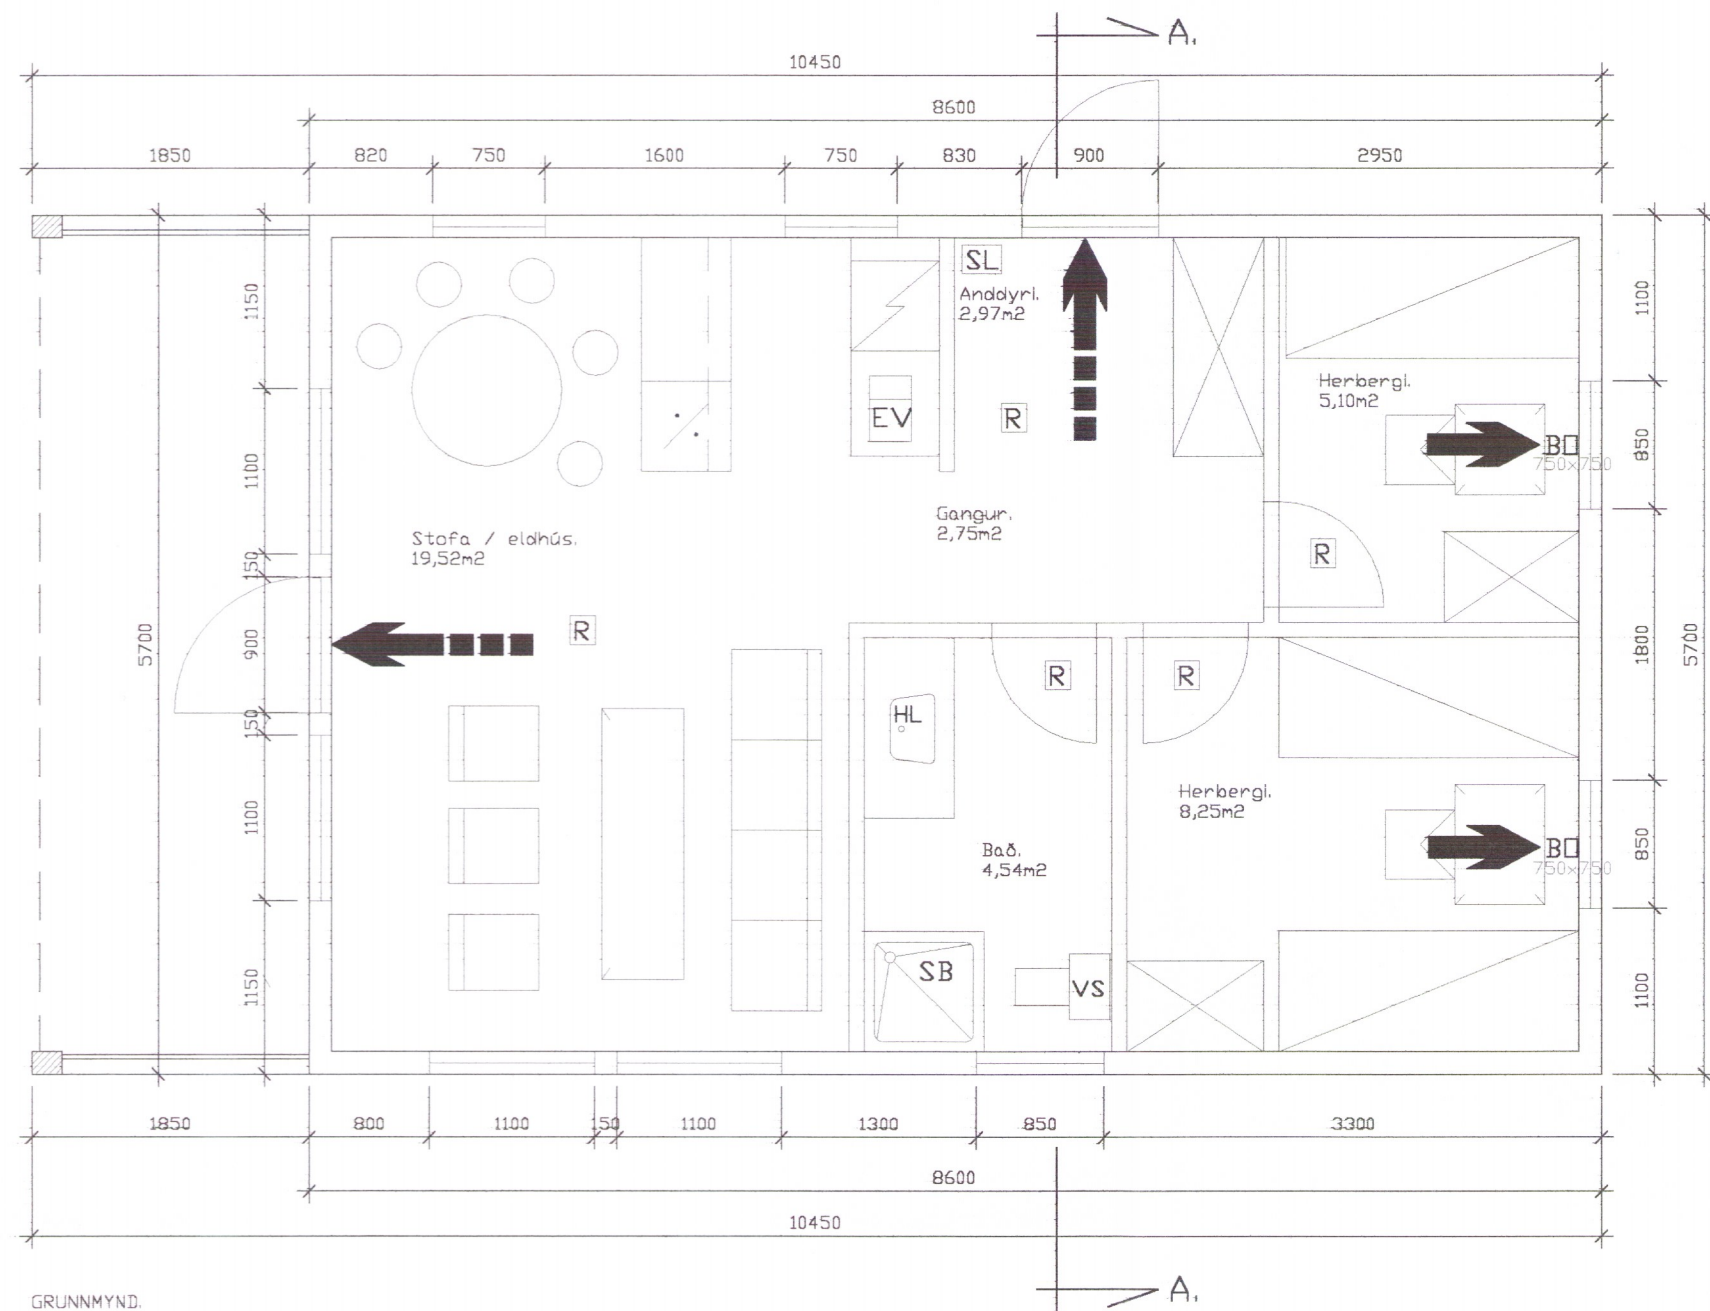 A.
10450
8600
1850
820
750
1600
750
830
900
2950
SL
Anddyri.
2,97m2
1150
1100
Herbergi.
5,10m2
EV
R
BO
750x750
850
1100
Gangur.
2,75m2
Stofa / eldhús.
19,52m2
R
150
R
5700
900
1800
5700
R
R
HL
150
Herbergi.
8,25m2
1100
Bað.
4,54m2
BO
750x750
850
SB
VS
1150
1100
1850
800
1100
150
1100
1300
850
3300
8600
10450
A.
GRUNNMYND.